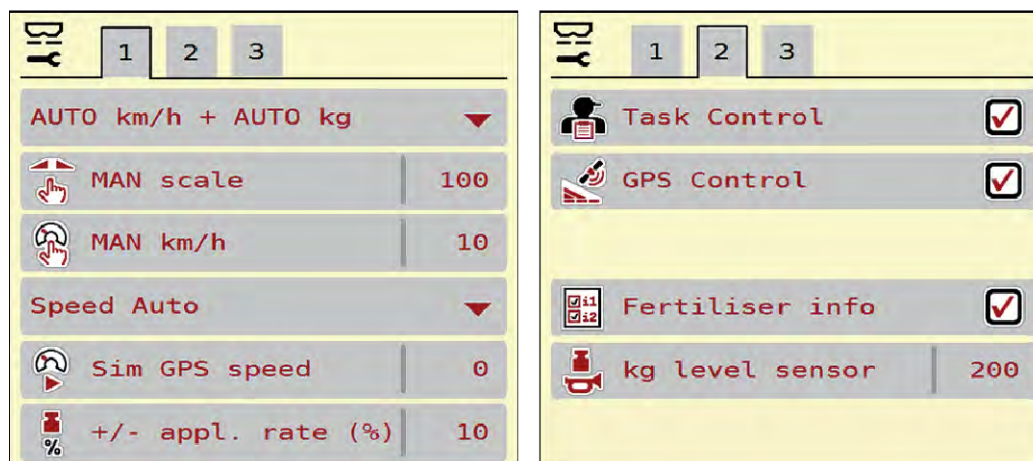 1 2 3
AUTO km/h + AUTO kg
MAN scale 100
MAN km/h 10
Speed Auto
Sim GPS speed 0
+/- appl. rate (%) 10
%
1 2 3
Task Control
GPS Control
i1
i2
Fertiliser info
kg level sensor 200